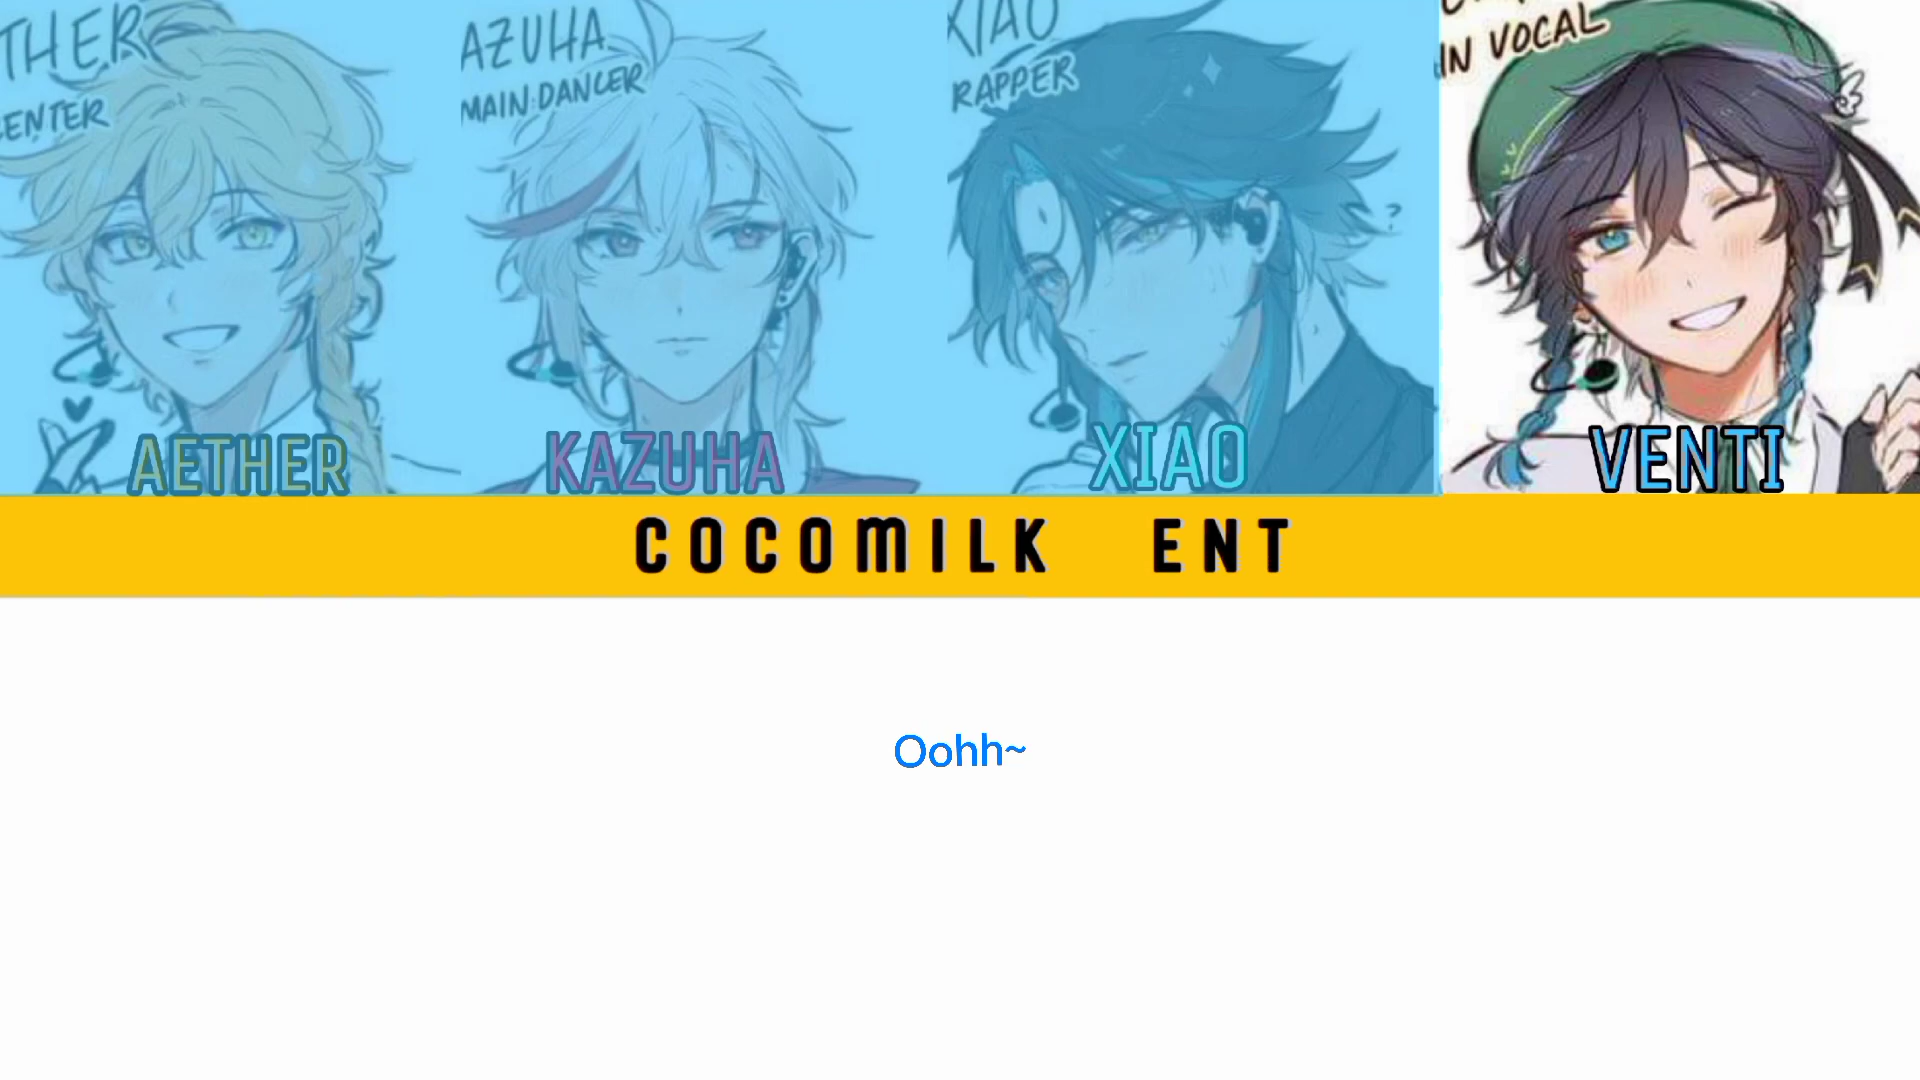 THER
ENTER
AZUHA
MAIN DANCER
XIAO
RAPPER
IN VOCAL
?
AETHER
KAZUHA
XIAO
VENTI
COCOMILK ENT
Oohh~